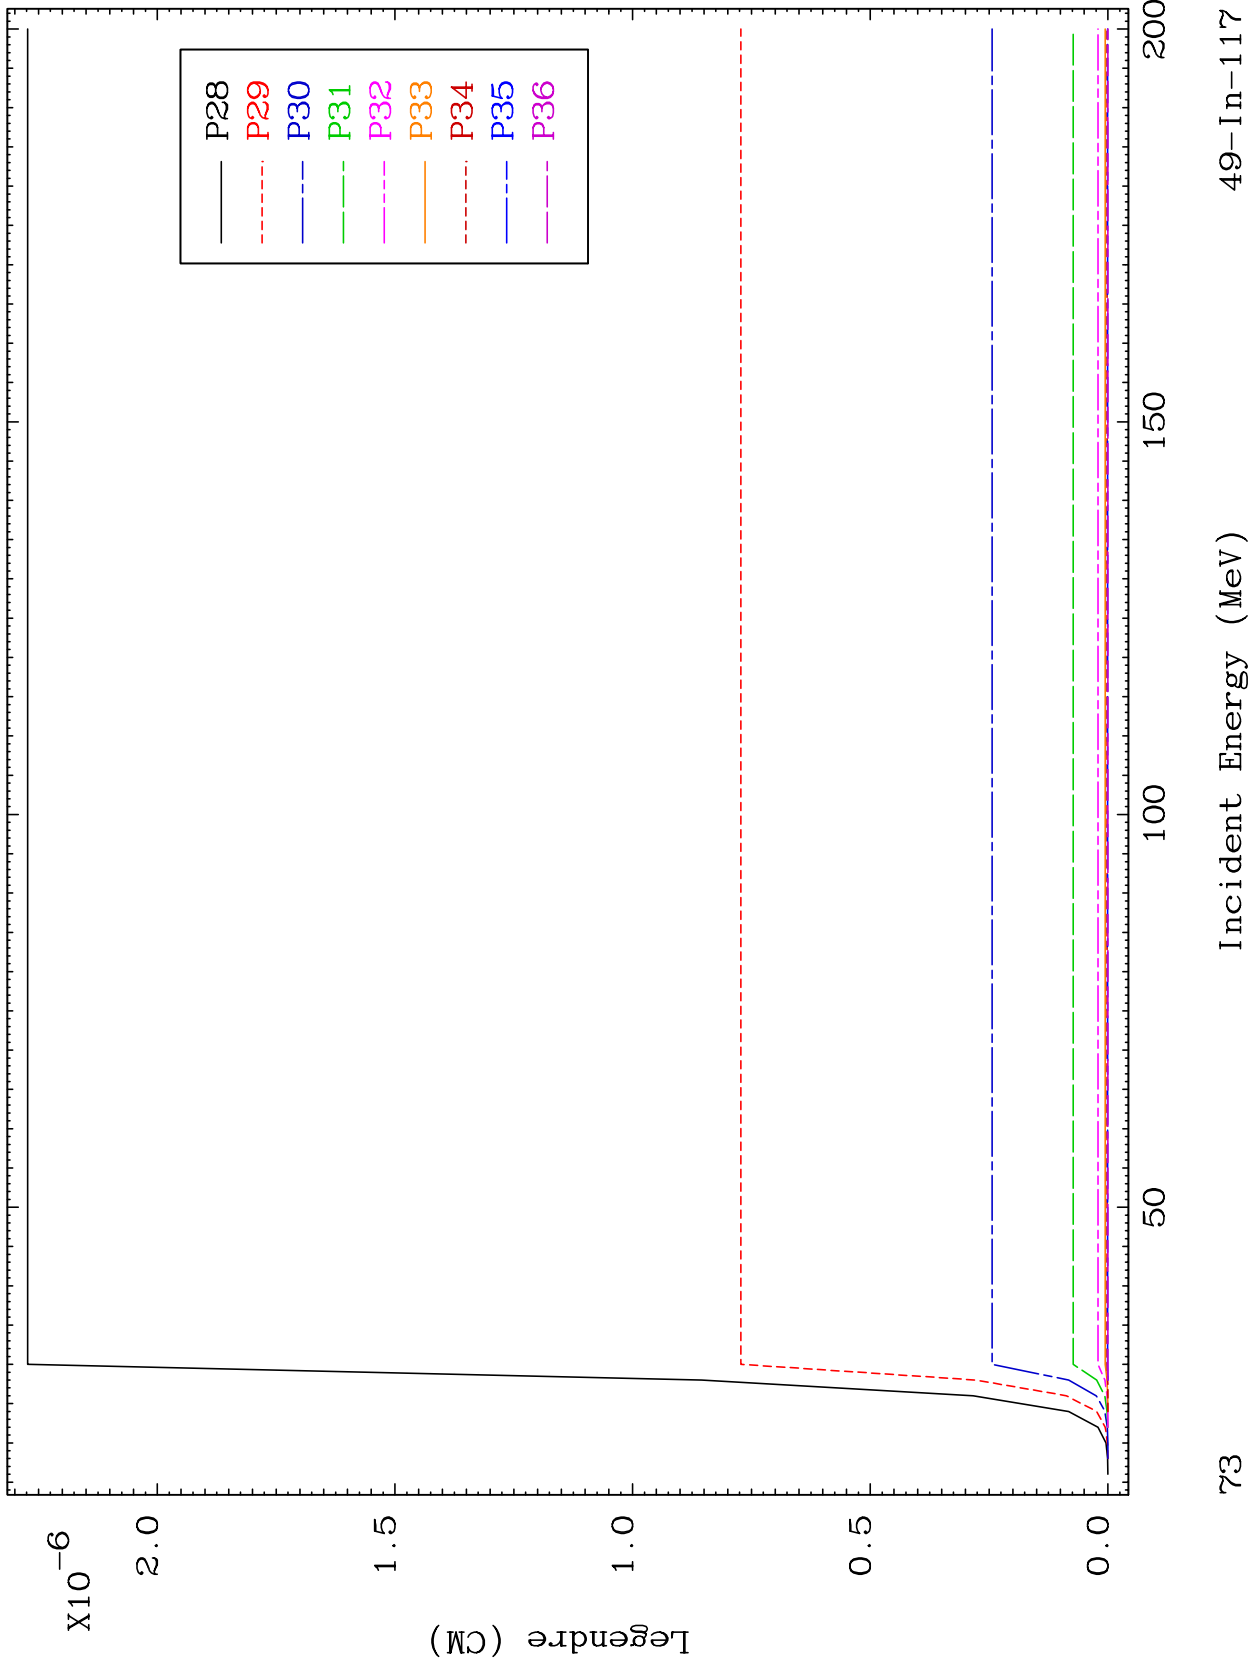 X10-6
Legendre (CM)
2.0
1.5
1.0
0.5
0.0
P28
P29
P30
P31
P32
P33
P34
P35
P36
50
100
150
200
73
Incident Energy (MeV)
49-In-117